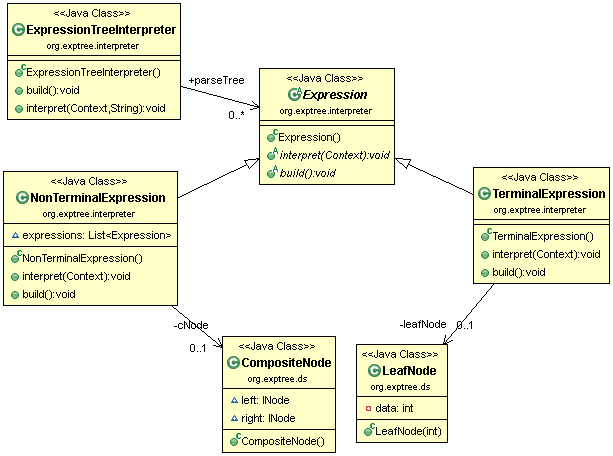 <<Java Class>>
ExpressionTreeInterpreter
org.exptree.interpreter
ExpressionTreeInterpreter()
build():void
interpret(Context,String):void
+parseTree
0..*
<<Java Class>>
Expression
org.exptree.interpreter
Expression()
interpret(Context):void
build():void
<<Java Class>>
NonTerminalExpression
org.exptree.interpreter
expressions: List<Expression>
NonTerminalExpression()
interpret(Context):void
build():void
<<Java Class>>
TerminalExpression
org.exptree.interpreter
TerminalExpression()
interpret(Context):void
build():void
-cNode
0..1
-leafNode
0..1
<<Java Class>>
CompositeNode
org.exptree.ds
left: INode
right: INode
CompositeNode()
<<Java Class>>
LeafNode
org.exptree.ds
data: int
LeafNode(int)